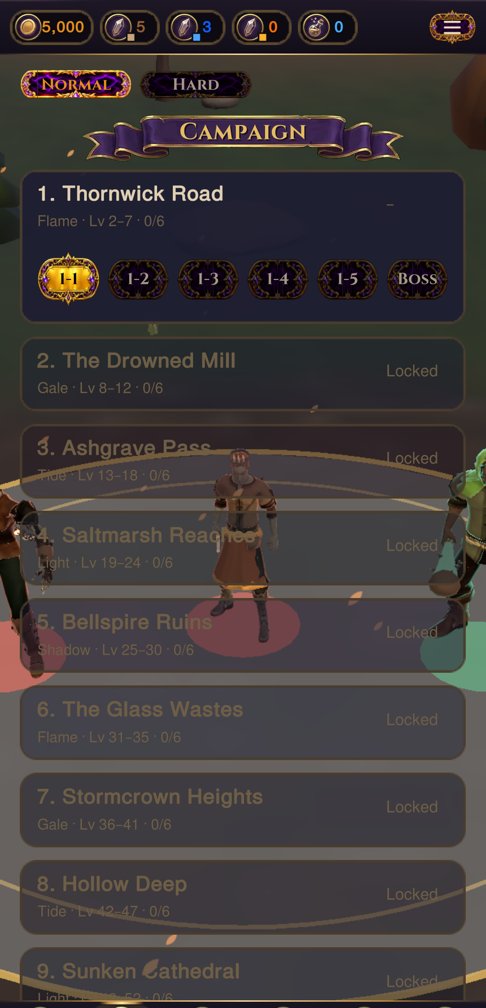 5,000 5 3 0 0
NORMAL HARD
CAMPAIGN
1. Thornwick Road
–
Flame · Lv 2–7 · 0/6
1-1 1-2 1-3 1-4 1-5 BOSS
2. The Drowned Mill
Locked
Gale · Lv 8–12 · 0/6
3. Ashgrave Pass
Locked
Tide · Lv 13–18 · 0/6
4. Saltmarsh Reaches
Locked
Light · Lv 19–24 · 0/6
5. Bellspire Ruins
Locked
Shadow · Lv 25–30 · 0/6
6. The Glass Wastes
Locked
Flame · Lv 31–35 · 0/6
7. Stormcrown Heights
Locked
Gale · Lv 36–41 · 0/6
8. Hollow Deep
Locked
Tide · Lv 42–47 · 0/6
9. Sunken Cathedral
Locked